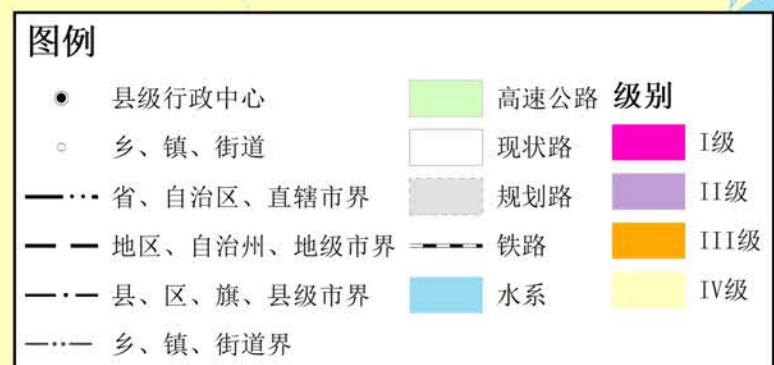 图例
县级行政中心
高速公路
级别
乡、镇、街道
现状路
I级
省、自治区、直辖市界
规划路
II级
地区、自治州、地级市界
铁路
III级
县、区、旗、县级市界
水系
IV级
乡、镇、街道界